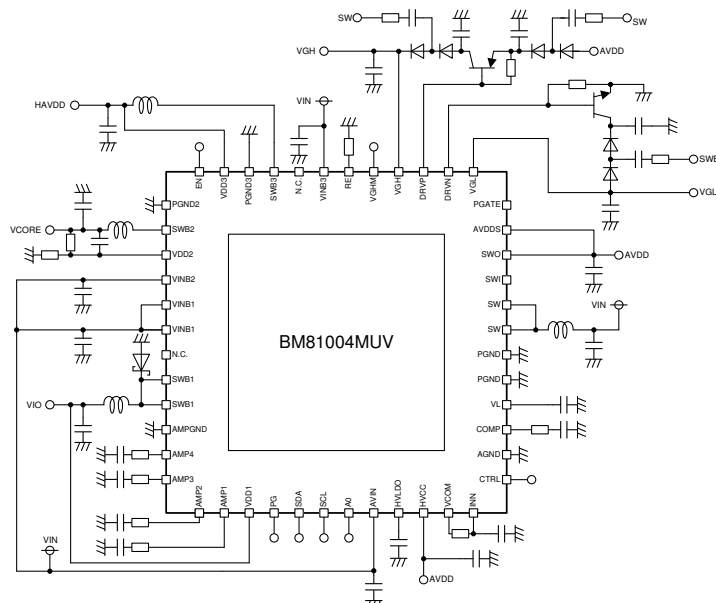 SW
SW
VGH
AVDD
HAVDD
VIN
SWB
VGL
EN
VDD3
PGND3
SWB3
N.C.
VINB3
RE
VGHM
VGH
DRVP
DRVN
VGL
PGND2
PGATE
VCORE
SWB2
AVDDS
VDD2
SWO
AVDD
VINB2
SWI
VINB1
SW
VIN
VINB1
BM81004MUV
SW
N.C.
PGND
SWB1
PGND
VIO
SWB1
VL
AMPGND
COMP
AMP4
AGND
AMP3
CTRL
AMP2
AMP1
VDD1
PG
SDA
SCL
A0
AVIN
HVLDO
HVCC
VCOM
INN
VIN
AVDD